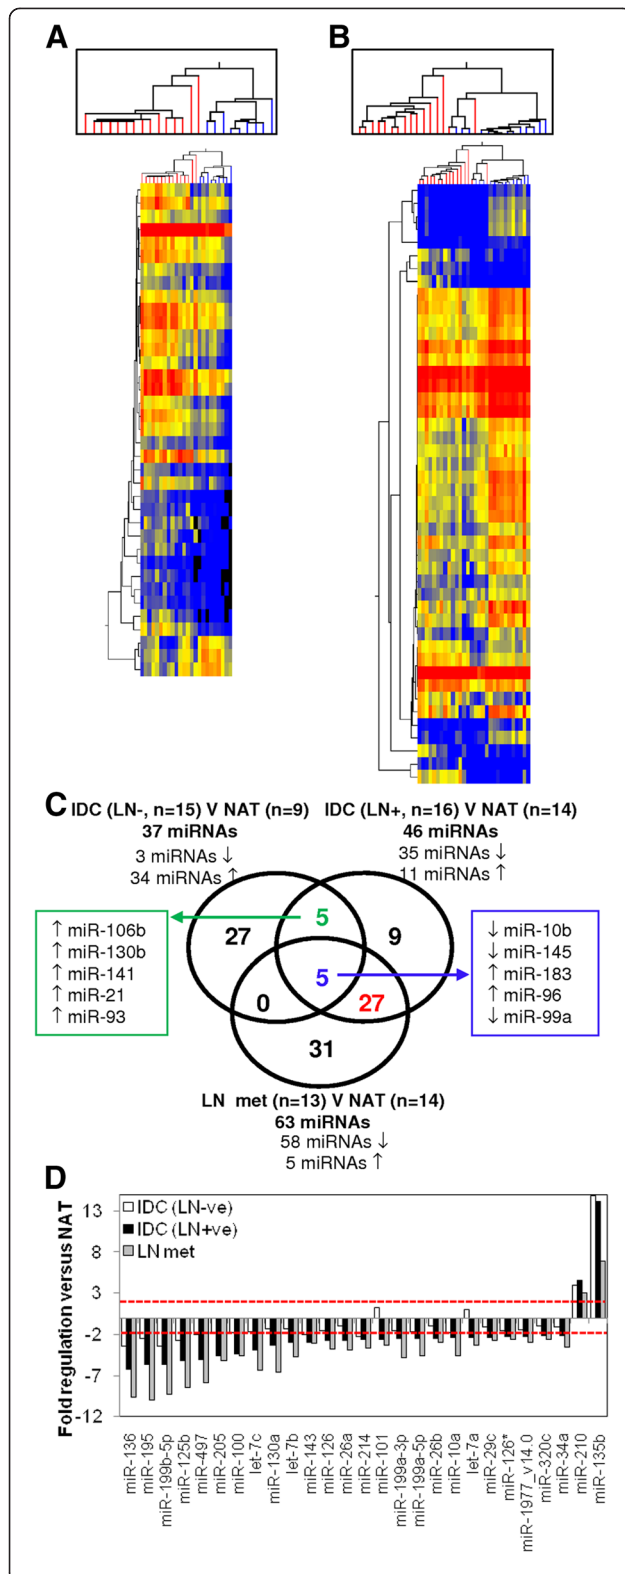 A
B
C
IDC (LN-, n=15) V NAT (n=9)
37 miRNAs
3 miRNAs ↓
34 miRNAs ↑
IDC (LN+, n=16) V NAT (n=14)
46 miRNAs
35 miRNAs ↓
11 miRNAs ↑
↑ miR-106b
↑ miR-130b
↑ miR-141
↑ miR-21
↑ miR-93
27
5
9
5
0
27
31
↓ miR-10b
↓ miR-145
↑ miR-183
↑ miR-96
↓ miR-99a
LN met (n=13) V NAT (n=14)
63 miRNAs
58 miRNAs ↓
5 miRNAs ↑
D
Fold regulation versus NAT
13
8
3
-2
-7
-12
IDC (LN-ve)
IDC (LN+ve)
LN met
miR-136
miR-195
miR-199b-5p
miR-125b
miR-497
miR-205
miR-100
let-7c
miR-130a
let-7b
miR-143
miR-126
miR-26a
miR-214
miR-101
miR-199a-3p
miR-199a-5p
miR-26b
miR-10a
let-7a
miR-29c
miR-126*
miR-1977_v14.0
miR-320c
miR-34a
miR-210
miR-135b